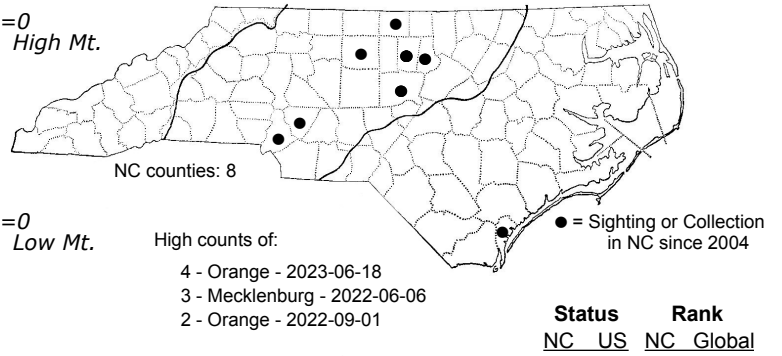 =0
High Mt.
NC counties: 8
=0
Low Mt.
High counts of:
4 - Orange - 2023-06-18
3 - Mecklenburg - 2022-06-06
2 - Orange - 2022-09-01
= Sighting or Collection
in NC since 2004
Status Rank
NC US NC Global